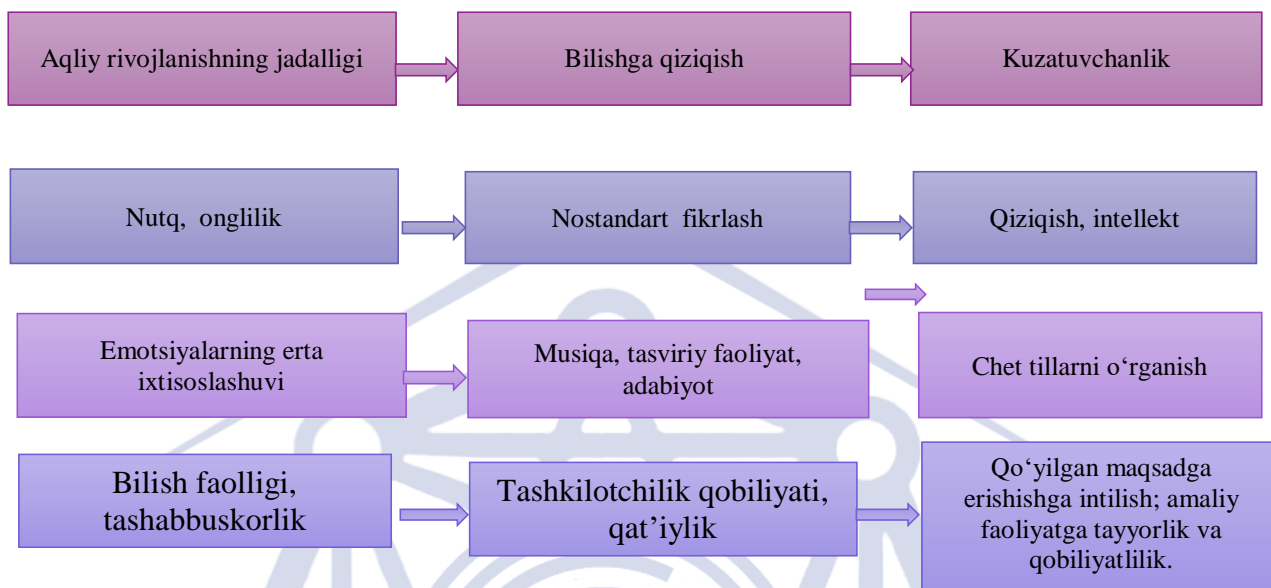 Aqliy rivojlanishning jadalligi
Bilishga qiziqish
Kuzatuvchanlik
Nutq, onglilik
Nostandart fikrlash
Qiziqish, intellekt
Emotsiyalarning erta
ixtisoslashuvi
Musiqa, tasviriy faoliyat,
adabiyot
Chet tillarni o‘rganish
Bilish faolligi,
tashabbuskorlik
Tashkilotchilik qobiliyati,
qat’iylik
Qo‘yilgan maqsadga
erishishga intilish; amaliy
faoliyatga tayyorlik va
qobiliyatlilik.